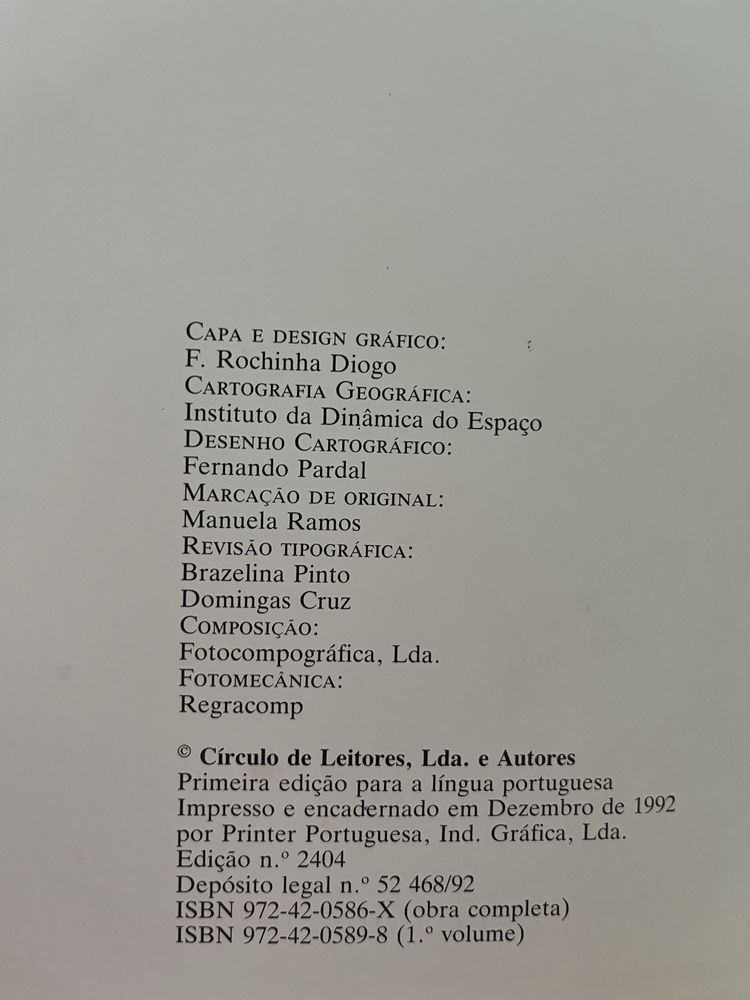 CAPA E DESIGN GRÁFICO:
F. Rochinha Diogo
CARTOGRAFIA GEOGRÁFICA:
Instituto da Dinâmica do Espaço
DESENHO CARTOGRÁFICO:
Fernando Pardal
MARCAÇÃO DE ORIGINAL:
Manuela Ramos
REVISÃO TIPOGRÁFICA:
Brazelina Pinto
Domingas Cruz
COMPOSIÇÃO:
Fotocompográfica, Lda.
FOTOMECÂNICA:
Regracomp
© Círculo de Leitores, Lda. e Autores
Primeira edição para a língua portuguesa
Impresso e encadernado em Dezembro de 1992
por Printer Portuguesa, Ind. Gráfica, Lda.
Edição n.º 2404
Depósito legal n.º 52 468/92
ISBN 972-42-0586-X (obra completa)
ISBN 972-42-0589-8 (1.º volume)